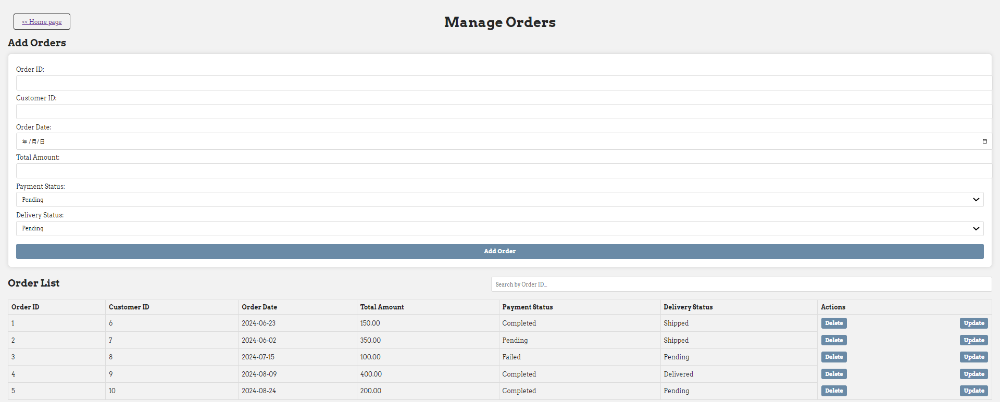 << Home page
Manage Orders
Add Orders
Order ID:
Customer ID:
Order Date:
年 /月/日
Total Amount:
Payment Status:
Pending
Delivery Status:
Pending
Add Order
Order List
Search by Order ID...
Order ID Customer ID Order Date Total Amount Payment Status Delivery Status Actions
1 6 2024-06-23 150.00 Completed Shipped Delete Update
2 7 2024-06-02 350.00 Pending Shipped Delete Update
3 8 2024-07-15 100.00 Failed Pending Delete Update
4 9 2024-08-09 400.00 Completed Delivered Delete Update
5 10 2024-08-24 200.00 Completed Pending Delete Update